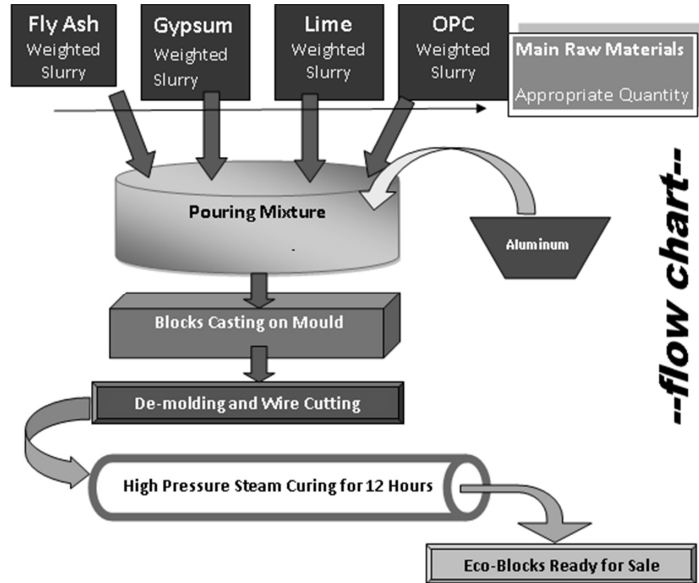 Fly Ash
Weighted
Slurry
Gypsum
Weighted
Slurry
Lime
Weighted
Slurry
OPC
Weighted
Slurry
Main Raw Materials
Appropriate Quantity
Pouring Mixture
Aluminum
Blocks Casting on Mould
De-molding and Wire Cutting
High Pressure Steam Curing for 12 Hours
Eco-Blocks Ready for Sale
--flow chart--